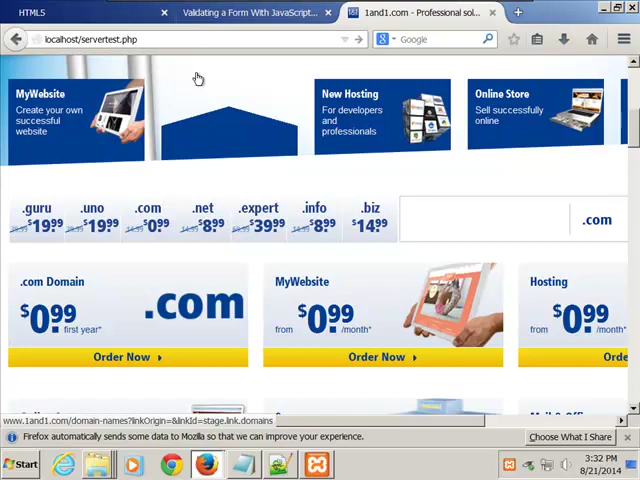 HTML5
Validating a Form With JavaScript...
1and1.com - Professional sol...
localhost/servertest.php
Google
MyWebsite
Create your own
successful
website
New Hosting
For developers
and
professionals
Online Store
Sell successfully
online
.guru
.uno
.com
.net
.expert
.info
.biz
$19.99
$19.99
$0.99
$8.99
$39.99
$8.99
$14.99
.com
.com Domain
$0.99
first year*
.com
MyWebsite
from
$0.99
/month*
Hosting
from
$0.99
/month
Order Now
Order Now
Orde
www.1and1.com/domain-names?linkOrigin=&linkId=stage.link.domains
Firefox automatically sends some data to Mozilla so that we can improve your experience.
Choose What I Share
Start
3:32 PM
8/21/2014